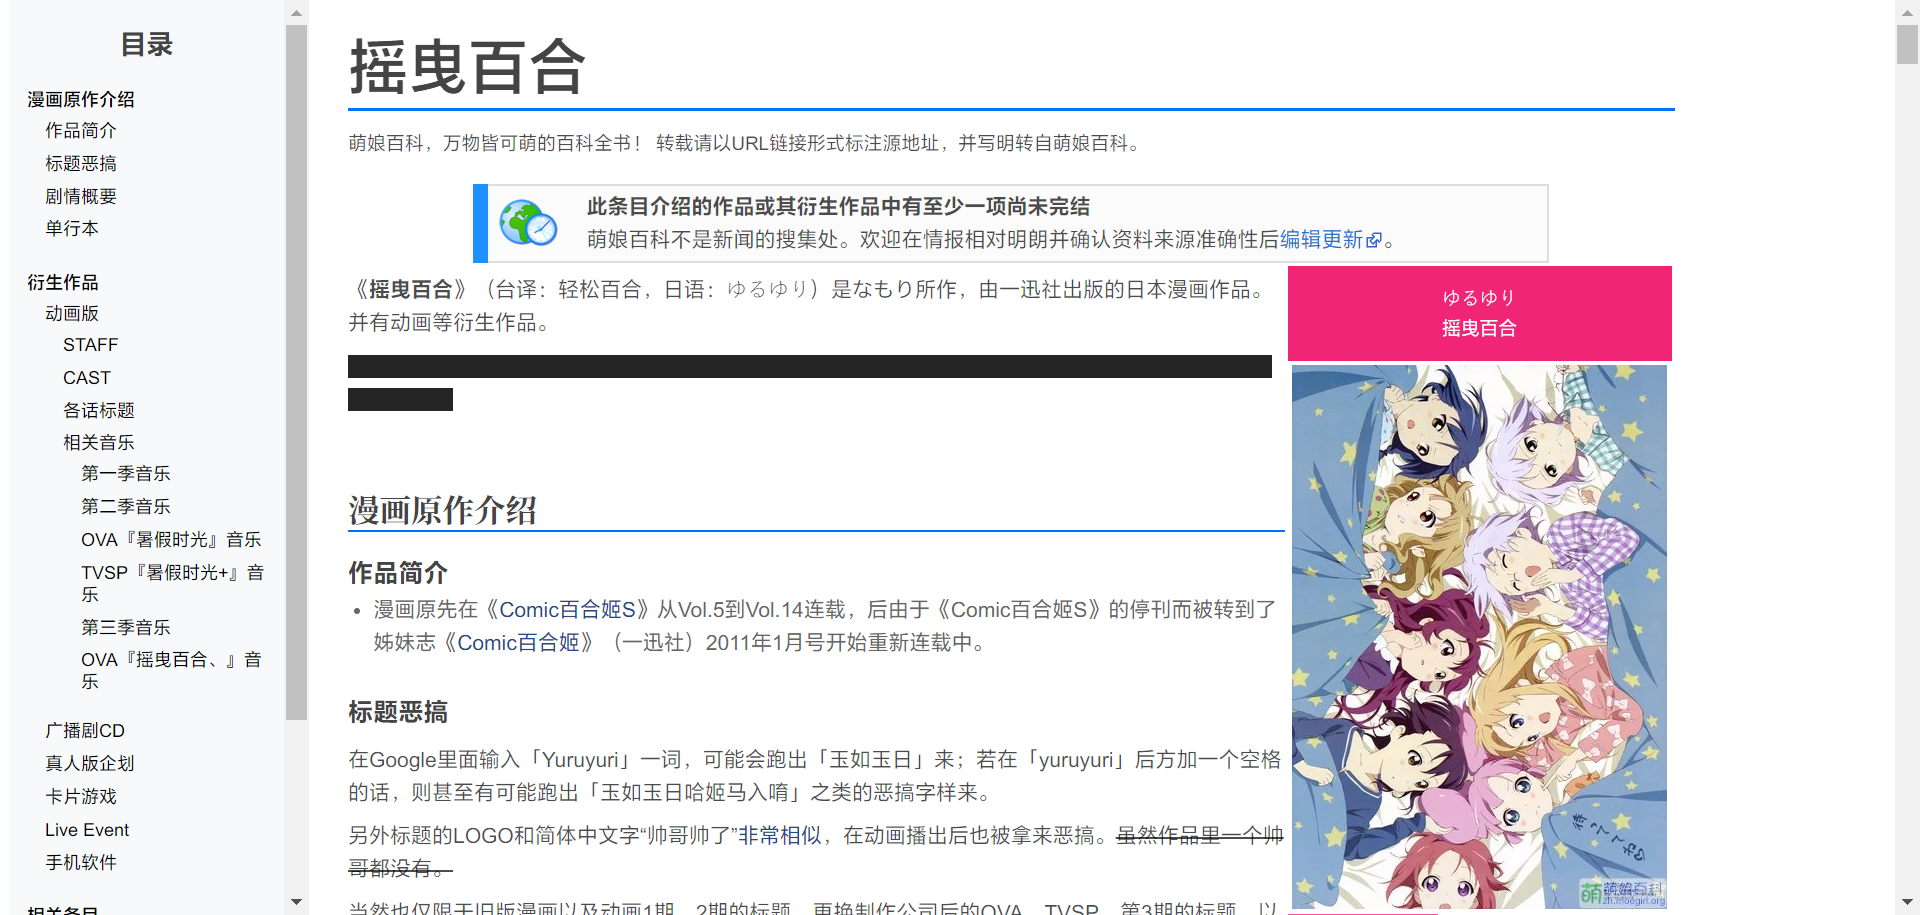 目录
漫画原作介绍
作品简介
标题恶搞
剧情概要
单行本
衍生作品
动画版
STAFF
CAST
各话标题
相关音乐
第一季音乐
第二季音乐
OVA『暑假时光』音乐
TVSP『暑假时光+』音
乐
第三季音乐
OVA『摇曳百合、』音
乐
广播剧CD
真人版企划
卡片游戏
Live Event
手机软件
相关条目
摇曳百合
萌娘百科，万物皆可萌的百科全书！ 转载请以URL链接形式标注源地址，并写明转自萌娘百科。
此条目介绍的作品或其衍生作品中有至少一项尚未完结
萌娘百科不是新闻的搜集处。欢迎在情报相对明朗并确认资料来源准确性后编辑更新。
《摇曳百合》（台译：轻松百合，日语：ゆるゆり）是なもり所作，由一迅社出版的日本漫画作品。
并有动画等衍生作品。
漫画原作介绍
作品简介
• 漫画原先在《Comic百合姬S》从Vol.5到Vol.14连载，后由于《Comic百合姬S》的停刊而被转到了
姊妹志《Comic百合姬》（一迅社）2011年1月号开始重新连载中。
标题恶搞
在Google里面输入「Yuruyuri」一词，可能会跑出「玉如玉日」来；若在「yuruyuri」后方加一个空格
的话，则甚至有可能跑出「玉如玉日哈姬马入唷」之类的恶搞字样来。
另外标题的LOGO和简体中文字“帅哥帅了”非常相似，在动画播出后也被拿来恶搞。虽然作品里一个帅
哥都没有。
当然也仅限于旧版漫画以及动画1期、2期的标题，更换制作公司后的OVA、TVSP、第3期的标题，以
ゆるゆり
摇曳百合
萌娘百科
zh.moegirl.org